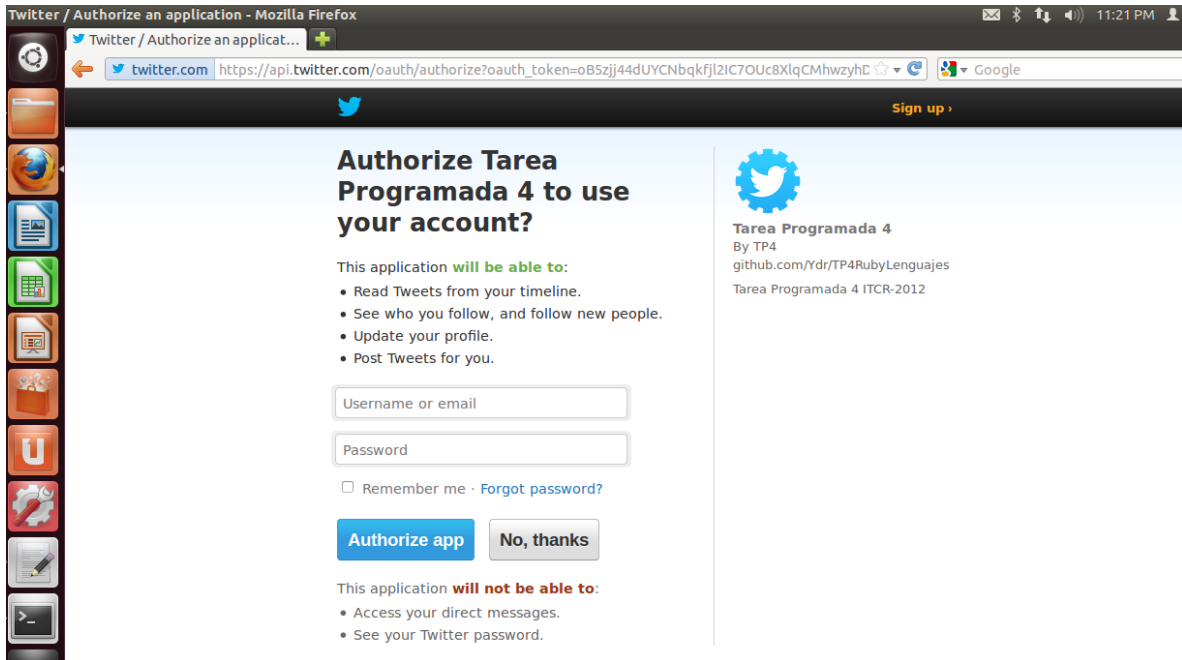 Twitter / Authorize an application - Mozilla Firefox
11:21 PM
Twitter / Authorize an applicat...
twitter.com https://api.twitter.com/oauth/authorize?oauth_token=oB5zjj44dUYCNbqkfjl2IC7OUc8XlqCMhwzyhD
Google
Sign up ›
Authorize Tarea
Programada 4 to use
your account?
This application will be able to:
• Read Tweets from your timeline.
• See who you follow, and follow new people.
• Update your profile.
• Post Tweets for you.
Username or email
Password
Remember me · Forgot password?
Authorize app
No, thanks
This application will not be able to:
• Access your direct messages.
• See your Twitter password.
Tarea Programada 4
By TP4
github.com/Ydr/TP4RubyLenguajes
Tarea Programada 4 ITCR-2012